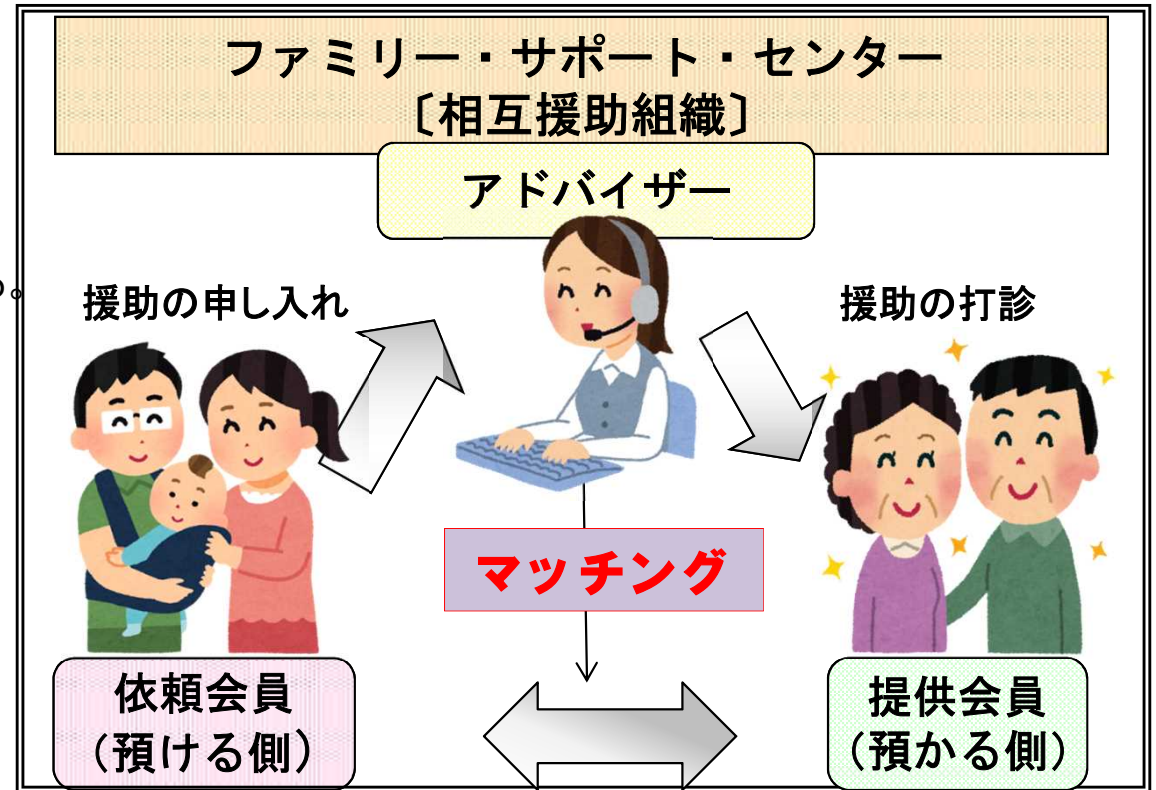 ファミリー・サポート・センター
〔相互援助組織〕
アドバイザー
。
援助の申し入れ
援助の打診
マッチング
依頼会員
（預ける側）
提供会員
（預かる側）